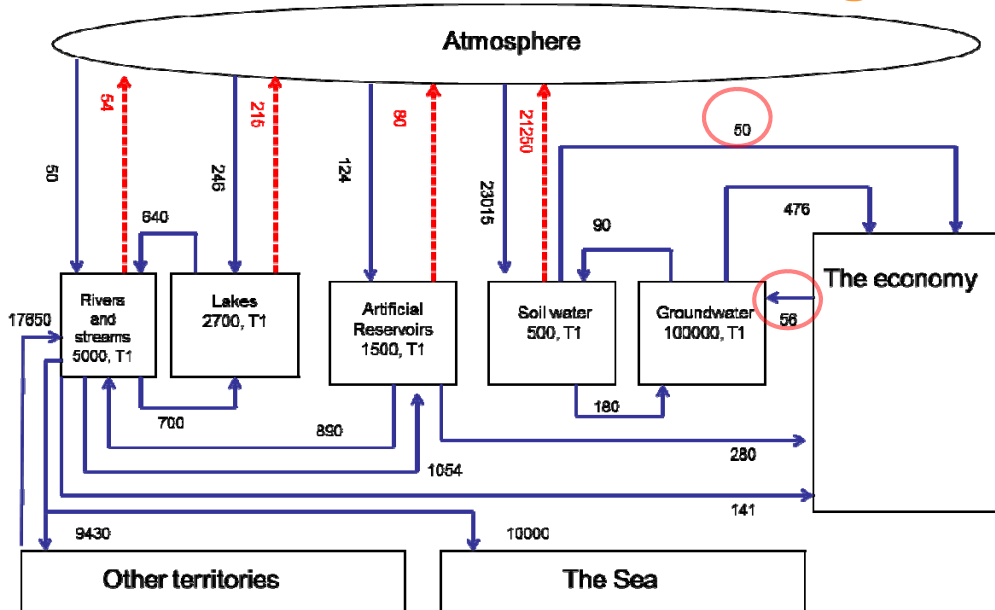 Atmosphere
54
215
80
21250
50
50
246
124
23015
640
90
476
Rivers
and
streams
5000, T1
Lakes
2700, T1
Artificial
Reservoirs
1500, T1
Soil water
500, T1
Groundwater
100000, T1
The economy
56
17650
700
890
1054
180
280
141
9430
10000
Other territories
The Sea